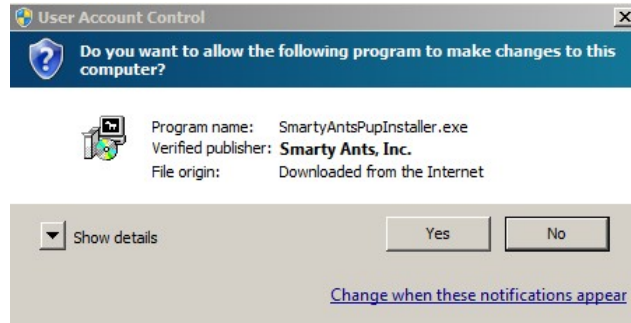 User Account Control
Do you want to allow the following program to make changes to this
computer?
Program name: SmartyAntsPupInstaller.exe
Verified publisher: Smarty Ants, Inc.
File origin: Downloaded from the Internet
Show details
Yes
No
Change when these notifications appear